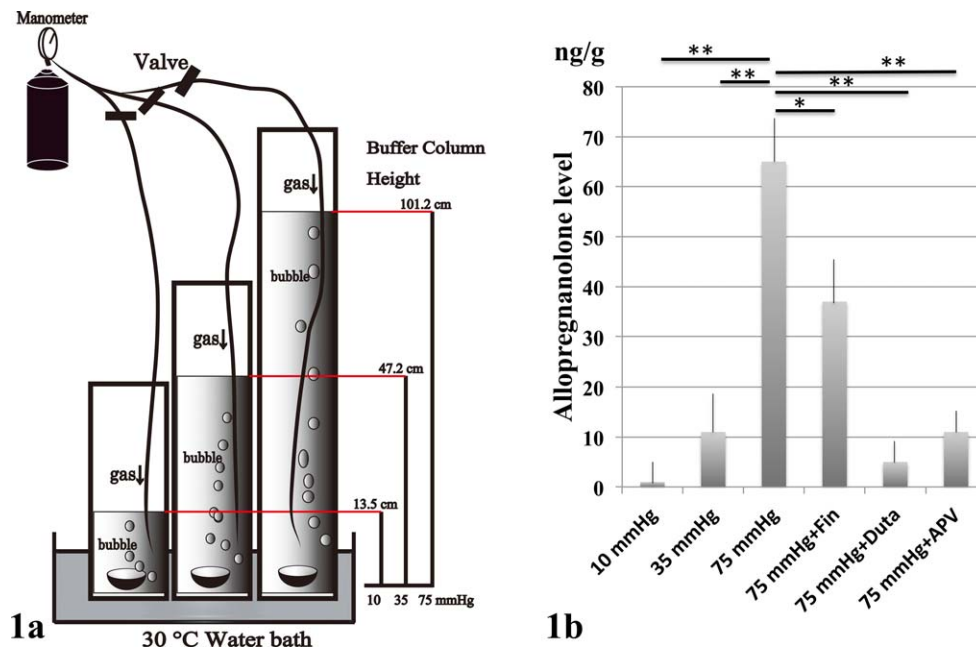 Manometer
Valve
Buffer Column
Height
gas↓
101.2 cm
bubble
gas↓
47.2 cm
bubble
gas↓
13.5 cm
bubble
10 35 75 mmHg
1a
30 °C Water bath
ng/g
**
**
**
**
*
Allopregnanolone level
80
70
60
50
40
30
20
10
0
10 mmHg
35 mmHg
75 mmHg
75 mmHg+Fin
75 mmHg+Duta
75 mmHg+APV
1b